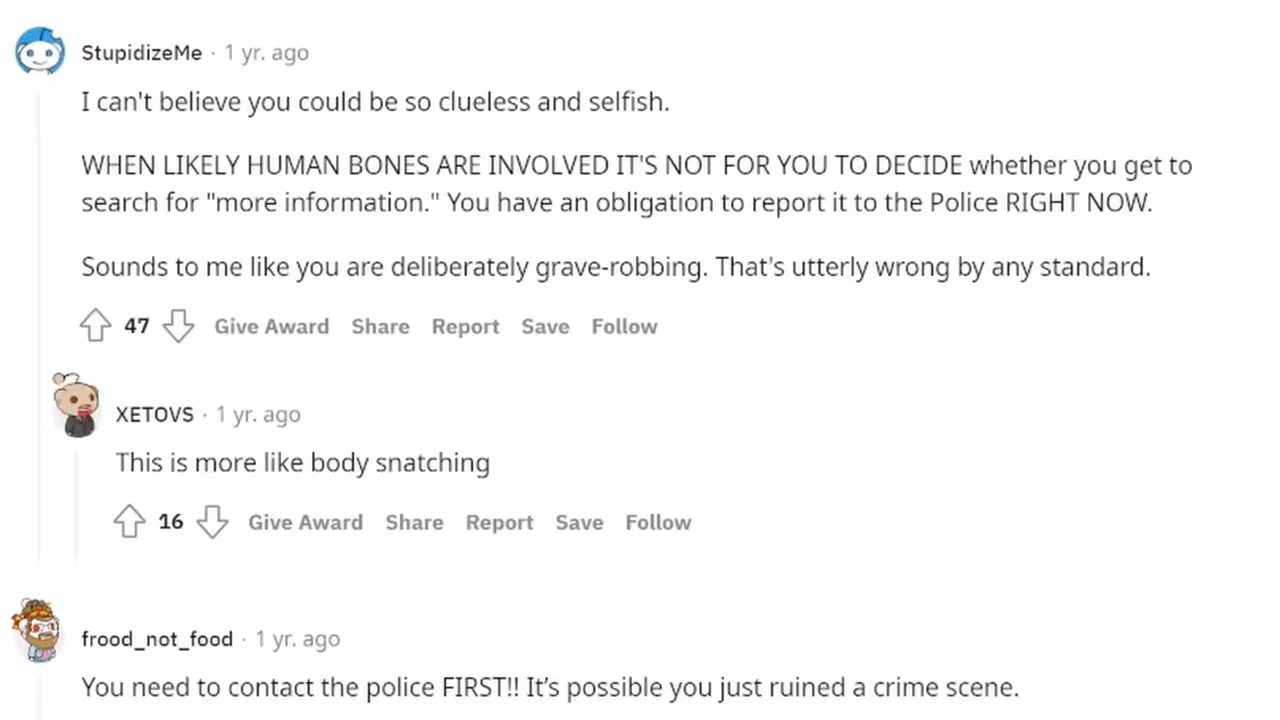 StupidizeMe · 1 yr. ago
I can't believe you could be so clueless and selfish.
WHEN LIKELY HUMAN BONES ARE INVOLVED IT'S NOT FOR YOU TO DECIDE whether you get to
search for "more information." You have an obligation to report it to the Police RIGHT NOW.
Sounds to me like you are deliberately grave-robbing. That's utterly wrong by any standard.
47 Give Award Share Report Save Follow
XETOVS · 1 yr. ago
This is more like body snatching
16 Give Award Share Report Save Follow
frood_not_food · 1 yr. ago
You need to contact the police FIRST!! It’s possible you just ruined a crime scene.